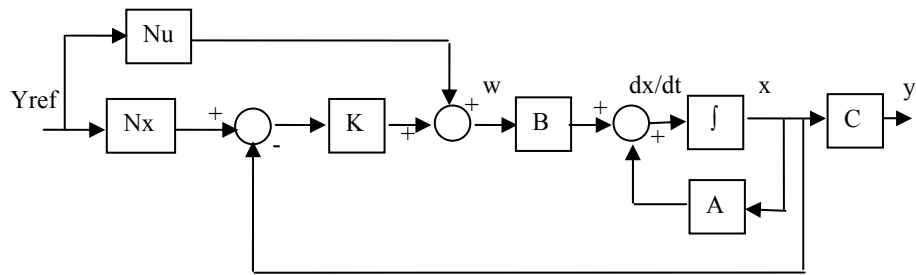 Nu
Yref
Nx
+
-
K
+
+
w
B
+
+
dx/dt
∫
x
C
y
A